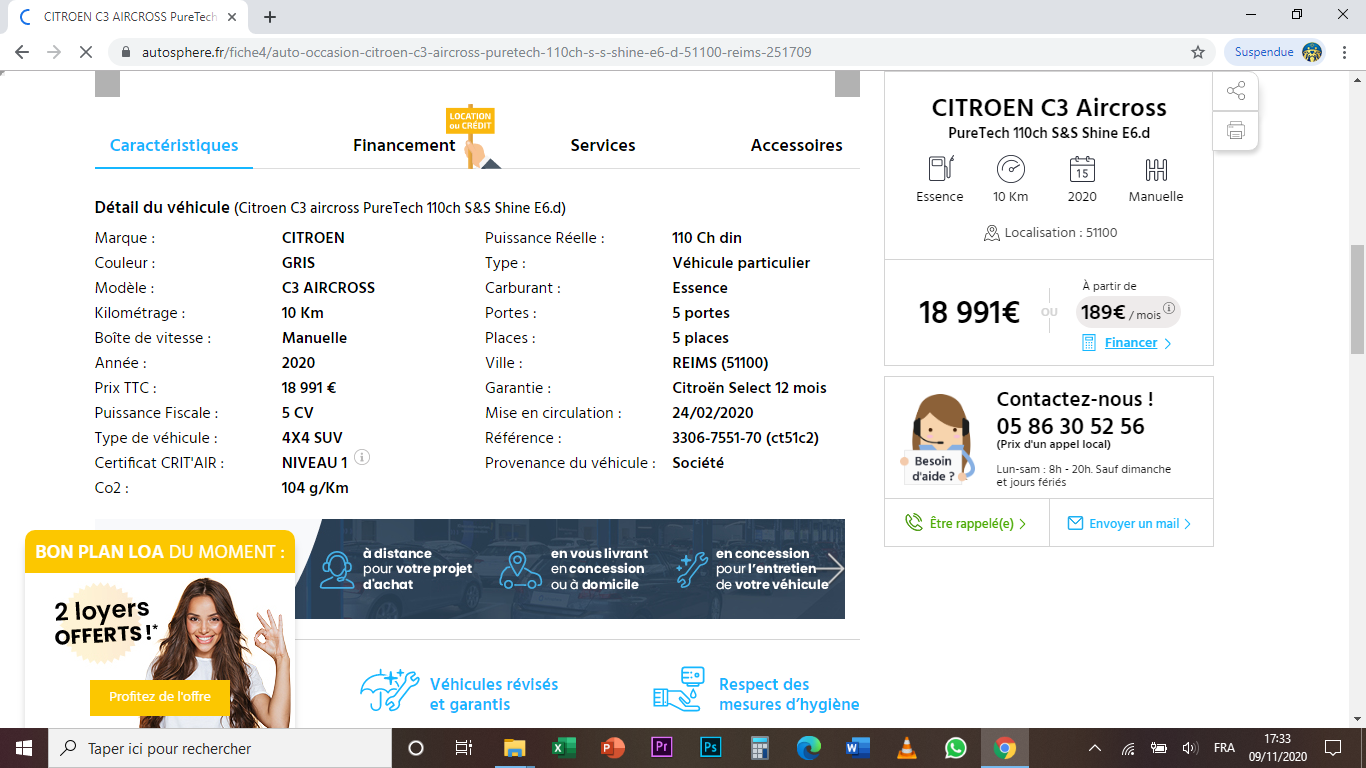 CITROEN C3 AIRCROSS PureTech
autosphere.fr/fiche4/auto-occasion-citroen-c3-aircross-puretech-110ch-s-s-shine-e6-d-51100-reims-251709
Suspendue
LOCATION
ou CRÉDIT
Caractéristiques
Financement
Services
Accessoires
Détail du véhicule (Citroen C3 aircross PureTech 110ch S&S Shine E6.d)
Marque : CITROEN
Couleur : GRIS
Modèle : C3 AIRCROSS
Kilométrage : 10 Km
Boîte de vitesse : Manuelle
Année : 2020
Prix TTC : 18 991 €
Puissance Fiscale : 5 CV
Type de véhicule : 4X4 SUV
Certificat CRIT'AIR : NIVEAU 1 i
Co2 : 104 g/Km
Puissance Réelle : 110 Ch din
Type : Véhicule particulier
Carburant : Essence
Portes : 5 portes
Places : 5 places
Ville : REIMS (51100)
Garantie : Citroën Select 12 mois
Mise en circulation : 24/02/2020
Référence : 3306-7551-70 (ct51c2)
Provenance du véhicule : Société
à distance
pour votre projet
d'achat
en vous livrant
en concession
ou à domicile
en concession
pour l'entretien
de votre véhicule
BON PLAN LOA DU MOMENT :
2 loyers
OFFERTS !*
Profitez de l'offre
Véhicules révisés
et garantis
Respect des
mesures d'hygiène
CITROEN C3 Aircross
PureTech 110ch S&S Shine E6.d
15
Essence
10 Km
2020
Manuelle
Localisation : 51100
18 991€
OU
À partir de
189€ / mois i
Financer
Contactez-nous !
05 86 30 52 56
(Prix d'un appel local)
Lun-sam : 8h - 20h. Sauf dimanche
et jours fériés
Besoin
d'aide ?
Être rappelé(e)
Envoyer un mail
Taper ici pour rechercher
Pr
Ps
FRA
17:33
09/11/2020